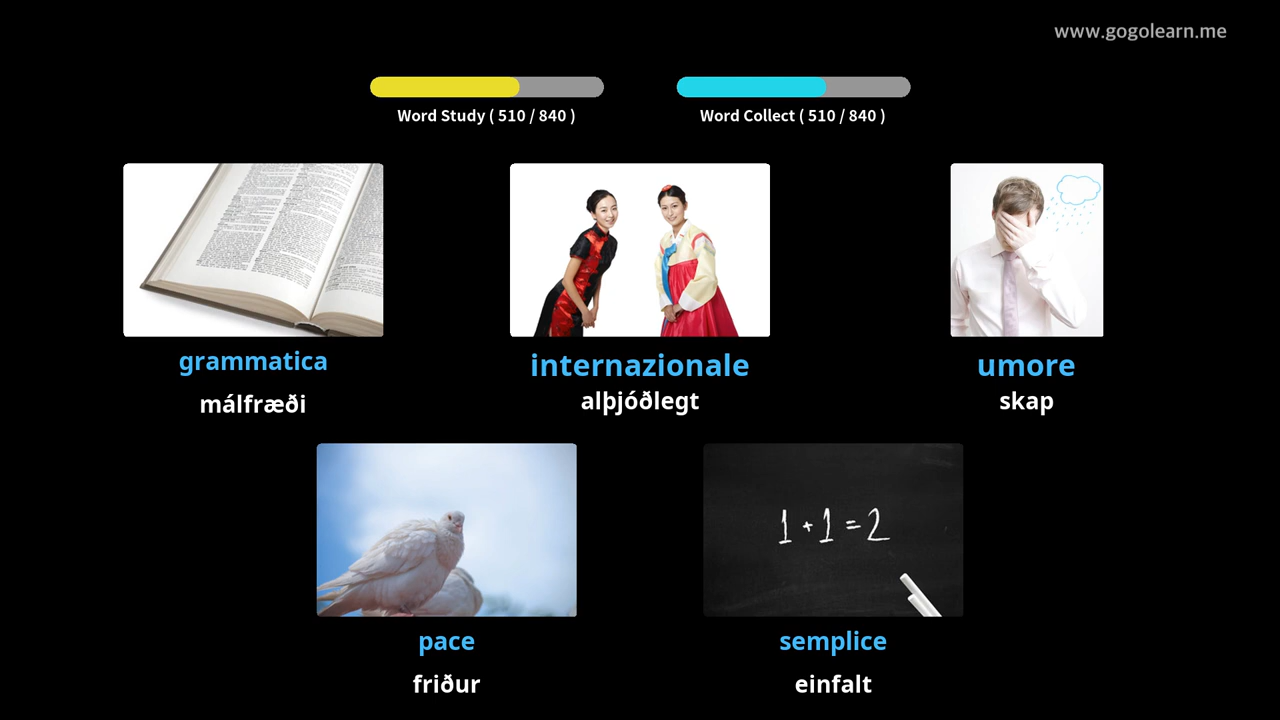 www.gogolearn.me
Word Study ( 510 / 840 )
Word Collect ( 510 / 840 )
grammatica
málfræði
internazionale
alþjóðlegt
umore
skap
1 + 1 = 2
pace
friður
semplice
einfalt